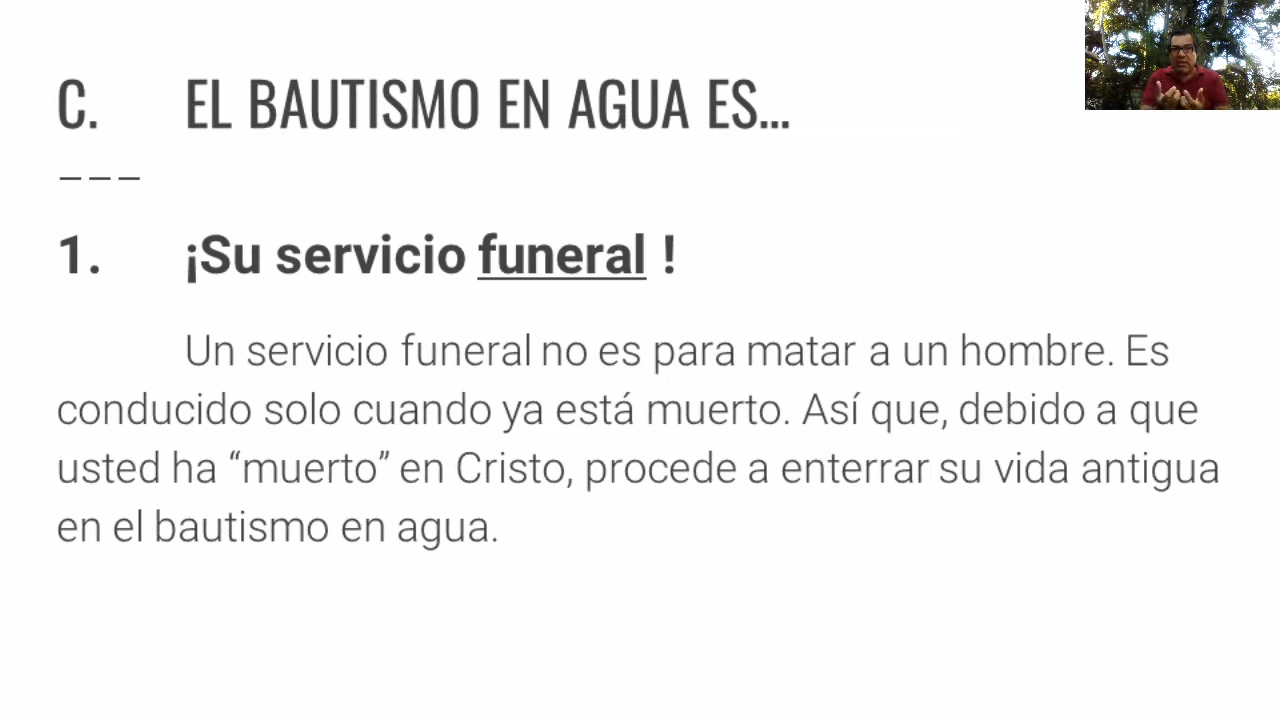 C. EL BAUTISMO EN AGUA ES...
---
1. ¡Su servicio funeral !
Un servicio funeral no es para matar a un hombre. Es
conducido solo cuando ya está muerto. Así que, debido a que
usted ha “muerto” en Cristo, procede a enterrar su vida antigua
en el bautismo en agua.